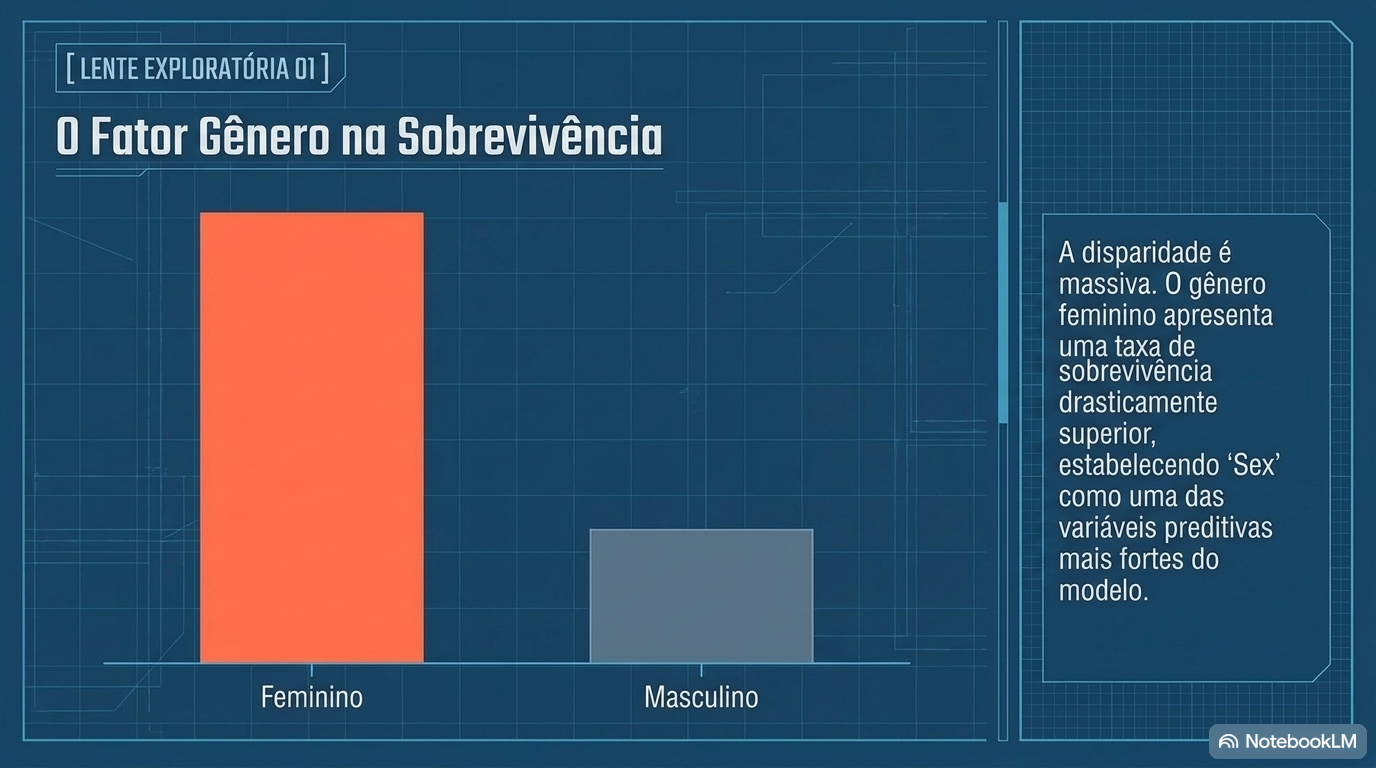 [ LENTE EXPLORATÓRIA 01 ]
O Fator Gênero na Sobrevivência
Feminino
Masculino
A disparidade é
massiva. O gênero
feminino apresenta
uma taxa de
sobrevivência
drasticamente
superior,
estabelecendo ‘Sex’
como uma das
variáveis preditivas
mais fortes do
modelo.
NotebookLM